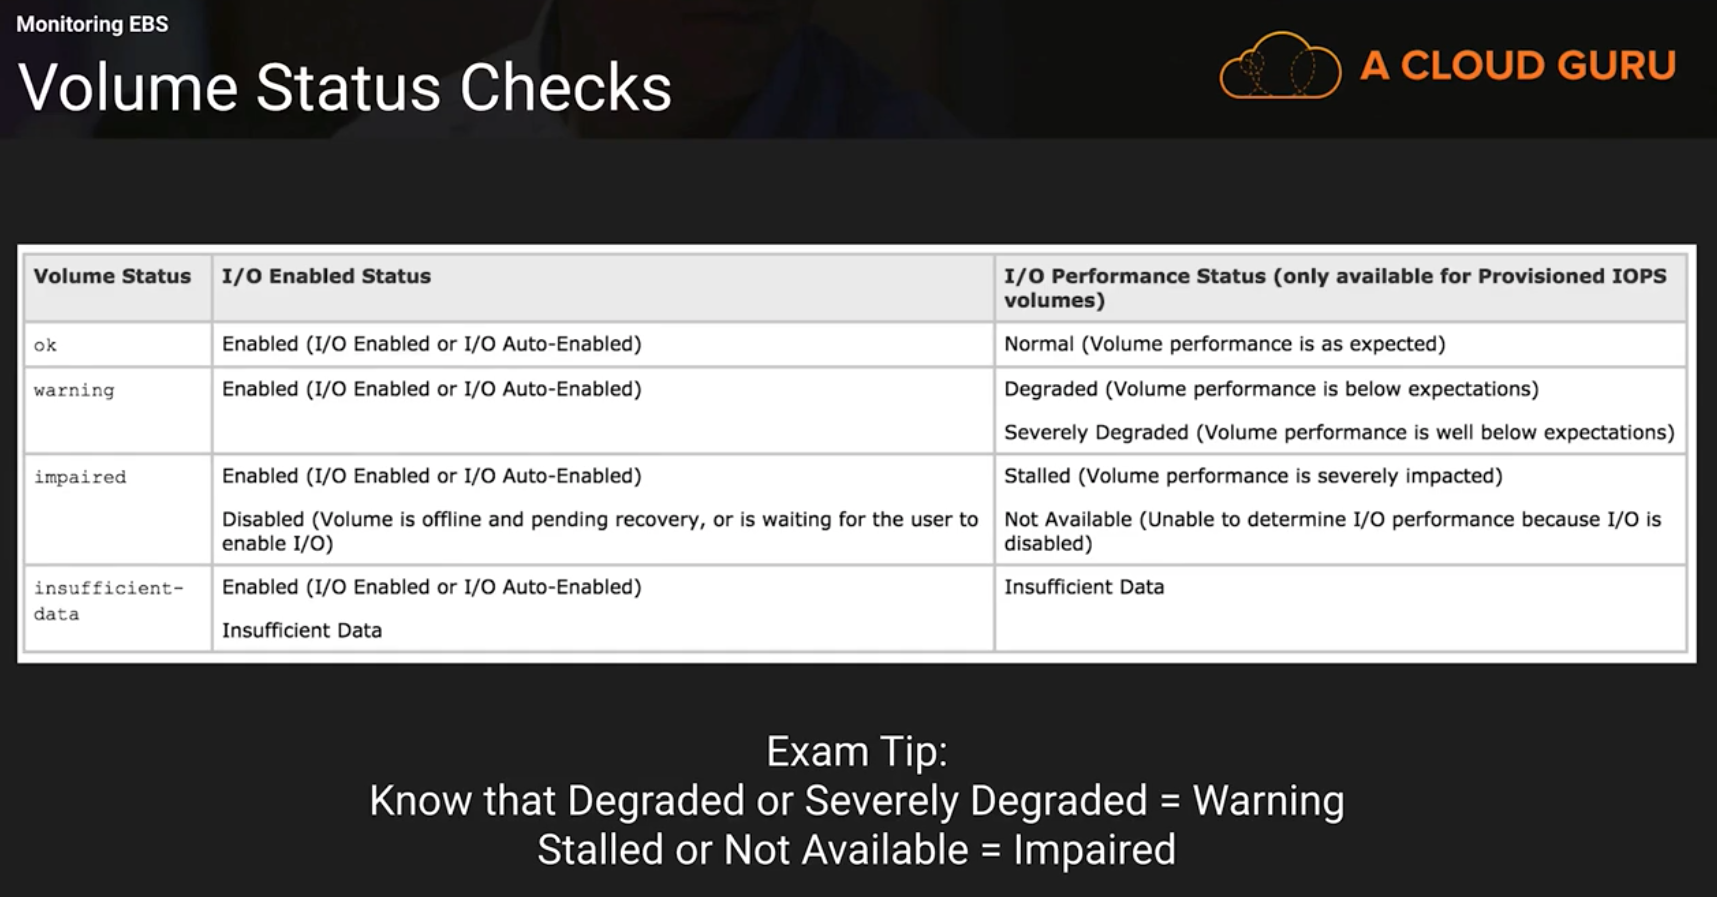 Monitoring EBS
Volume Status Checks
A CLOUD GURU
Volume Status
I/O Enabled Status
I/O Performance Status (only available for Provisioned IOPS
volumes)
ok
Enabled (I/O Enabled or I/O Auto-Enabled)
Normal (Volume performance is as expected)
warning
Enabled (I/O Enabled or I/O Auto-Enabled)
Degraded (Volume performance is below expectations)
Severely Degraded (Volume performance is well below expectations)
impaired
Enabled (I/O Enabled or I/O Auto-Enabled)
Disabled (Volume is offline and pending recovery, or is waiting for the user to
enable I/O)
Stalled (Volume performance is severely impacted)
Not Available (Unable to determine I/O performance because I/O is
disabled)
insufficient-
data
Enabled (I/O Enabled or I/O Auto-Enabled)
Insufficient Data
Insufficient Data
Exam Tip:
Know that Degraded or Severely Degraded = Warning
Stalled or Not Available = Impaired